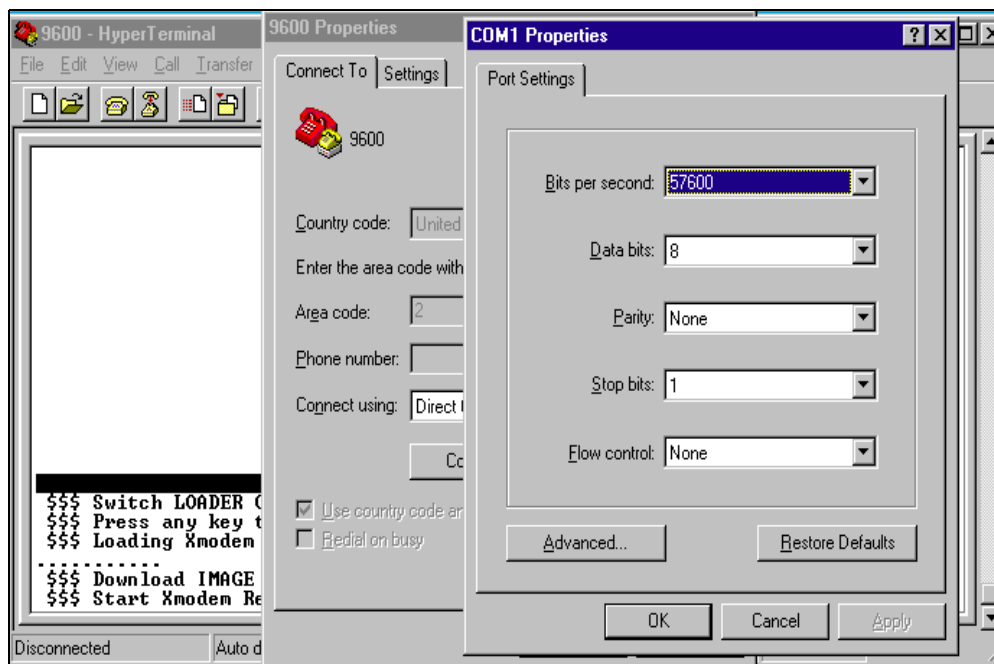 9600 - HyperTerminal
File Edit View Call Transfer
Disconnected
Auto d
$$$ Switch LOADER
$$$ Press any key t
$$$ Loading Xmodem
...........
$$$ Download IMAGE
$$$ Start Xmodem Re
9600 Properties
Connect To
Settings
9600
Country code: United
Enter the area code with
Area code: 2
Phone number:
Connect using: Direct
Co
Use country code ar
Redial on busy
COM1 Properties
Port Settings
Bits per second: 57600
Data bits: 8
Parity: None
Stop bits: 1
Flow control: None
Advanced...
Restore Defaults
OK
Cancel
Apply